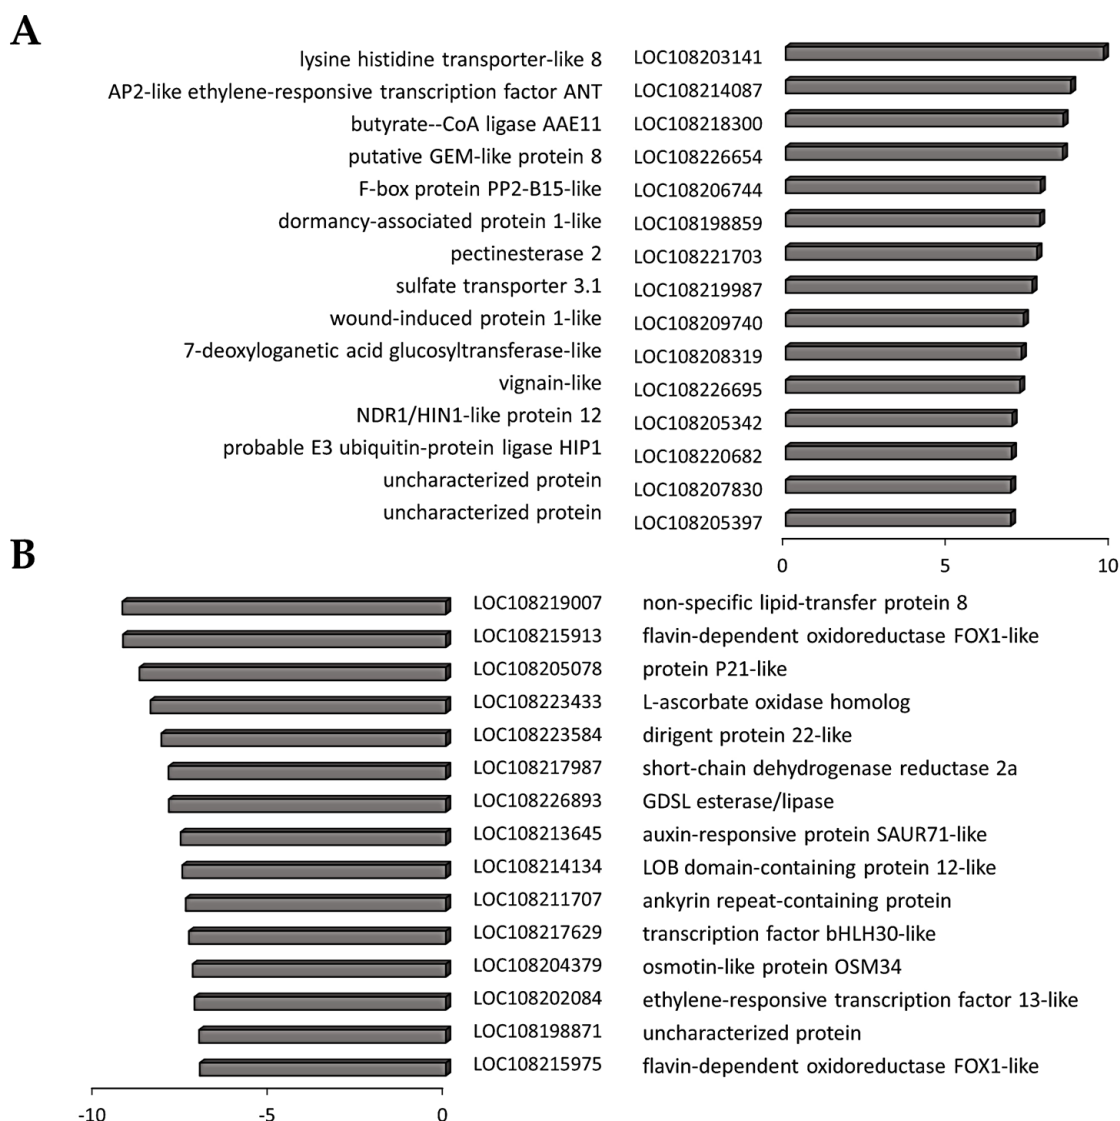 A
lysine histidine transporter-like 8 LOC108203141
AP2-like ethylene-responsive transcription factor ANT LOC108214087
butyrate--CoA ligase AAE11 LOC108218300
putative GEM-like protein 8 LOC108226654
F-box protein PP2-B15-like LOC108206744
dormancy-associated protein 1-like LOC108198859
pectinesterase 2 LOC108221703
sulfate transporter 3.1 LOC108219987
wound-induced protein 1-like LOC108209740
7-deoxyloganetic acid glucosyltransferase-like LOC108208319
vignain-like LOC108226695
NDR1/HIN1-like protein 12 LOC108205342
probable E3 ubiquitin-protein ligase HIP1 LOC108220682
uncharacterized protein LOC108207830
uncharacterized protein LOC108205397
0 5 10
B
LOC108219007 non-specific lipid-transfer protein 8
LOC108215913 flavin-dependent oxidoreductase FOX1-like
LOC108205078 protein P21-like
LOC108223433 L-ascorbate oxidase homolog
LOC108223584 dirigent protein 22-like
LOC108217987 short-chain dehydrogenase reductase 2a
LOC108226893 GDSL esterase/lipase
LOC108213645 auxin-responsive protein SAUR71-like
LOC108214134 LOB domain-containing protein 12-like
LOC108211707 ankyrin repeat-containing protein
LOC108217629 transcription factor bHLH30-like
LOC108204379 osmotin-like protein OSM34
LOC108202084 ethylene-responsive transcription factor 13-like
LOC108198871 uncharacterized protein
LOC108215975 flavin-dependent oxidoreductase FOX1-like
-10 -5 0